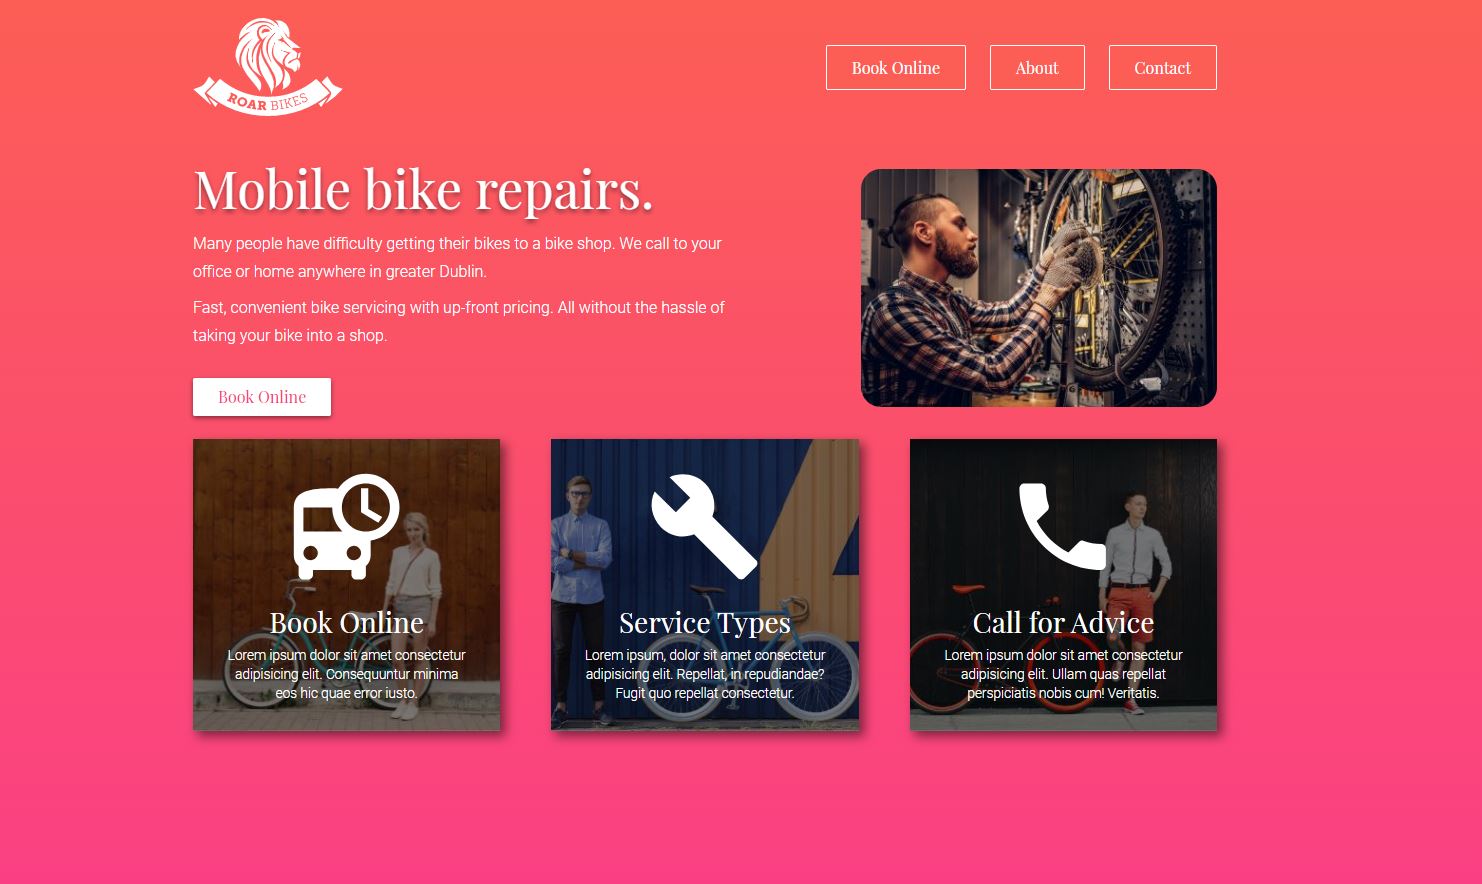 ROAR BIKES
Book Online
About
Contact
Mobile bike repairs.
Many people have difficulty getting their bikes to a bike shop. We call to your
office or home anywhere in greater Dublin.
Fast, convenient bike servicing with up-front pricing. All without the hassle of
taking your bike into a shop.
Book Online
Book Online
Lorem ipsum dolor sit amet consectetur
adipisicing elit. Consequuntur minima
eos hic quae error iusto.
Service Types
Lorem ipsum, dolor sit amet consectetur
adipisicing elit. Repellat, in repudiandae?
Fugit quo repellat consectetur.
Call for Advice
Lorem ipsum dolor sit amet consectetur
adipisicing elit. Ullam quas repellat
perspiciatis nobis cum! Veritatis.